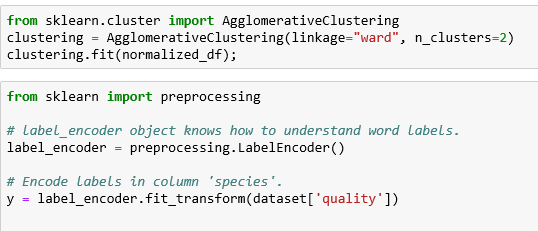 from sklearn.cluster import AgglomerativeClustering
clustering = AgglomerativeClustering(linkage="ward", n_clusters=2)
clustering.fit(normalized_df);
from sklearn import preprocessing
# label_encoder object knows how to understand word labels.
label_encoder = preprocessing.LabelEncoder()
# Encode labels in column 'species'.
y = label_encoder.fit_transform(dataset['quality'])